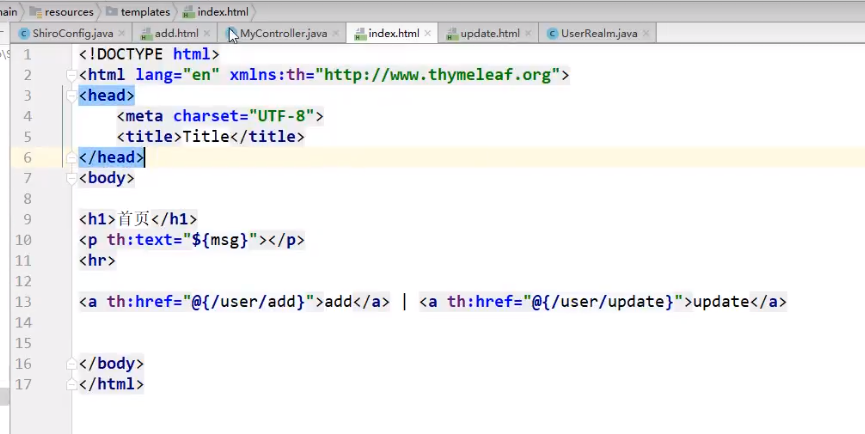 main resources templates index.html
ShiroConfig.java add.html MyController.java index.html update.html UserRealm.java
1 <!DOCTYPE html>
2 <html lang="en" xmlns:th="http://www.thymeleaf.org">
3 <head>
4 <meta charset="UTF-8">
5 <title>Title</title>
6 </head>
7 <body>
8
9 <h1>首页</h1>
10 <p th:text="${msg}"></p>
11 <hr>
12
13 <a th:href="@{/user/add}">add</a> | <a th:href="@{/user/update}">update</a>
14
15
16 </body>
17 </html>